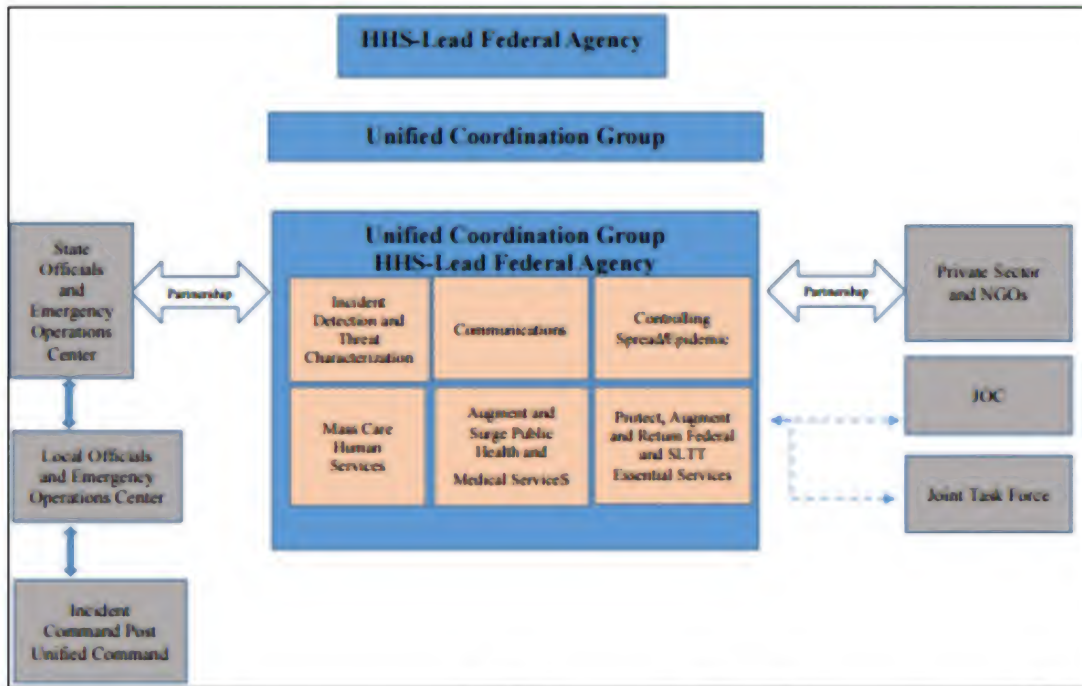 HHS-Lead Federal Agency
Unified Coordination Group
Unified Coordination Group
HHS-Lead Federal Agency
State
Officials
and
Emergency
Operations
Center
Partnership
Incident
Detection and
Threat
Characterization
Communications
Controlling
Spread/Epidemic
Mass Care
Human
Services
Augment and
Surge Public
Health and
Medical ServiceS
Protect, Augment
and Return Federal
and SLTT
Essential Services
Partnership
Private Sector
and NGOs
JOC
Joint Task Force
Local Officials
and Emergency
Operations Center
Incident
Command Post
Unified Command